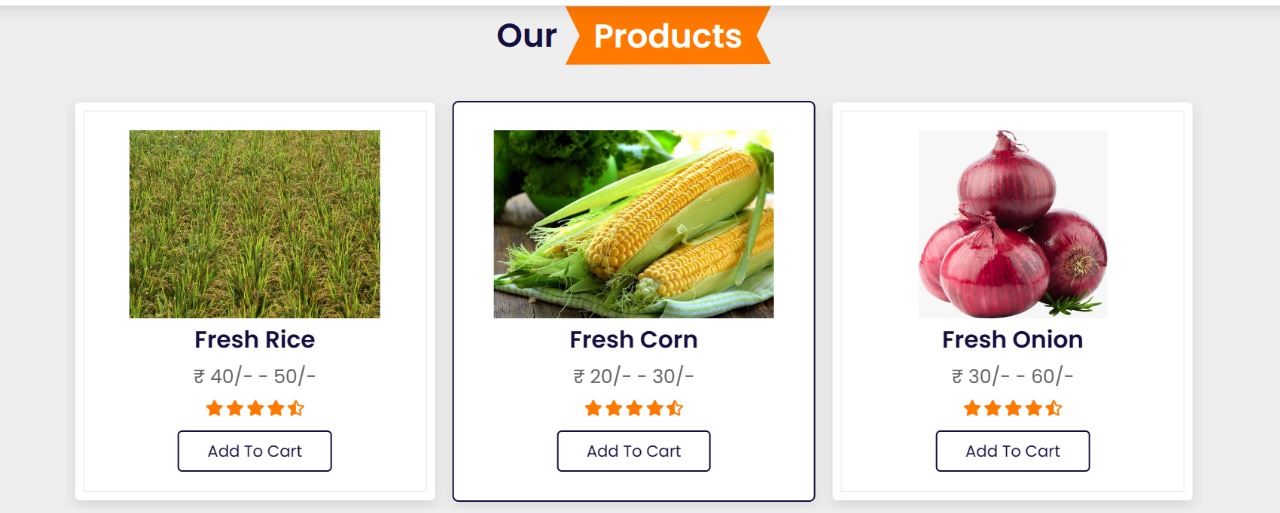 Our Products
Fresh Rice
₹ 40/- - 50/-
Add To Cart
Fresh Corn
₹ 20/- - 30/-
Add To Cart
Fresh Onion
₹ 30/- - 60/-
Add To Cart